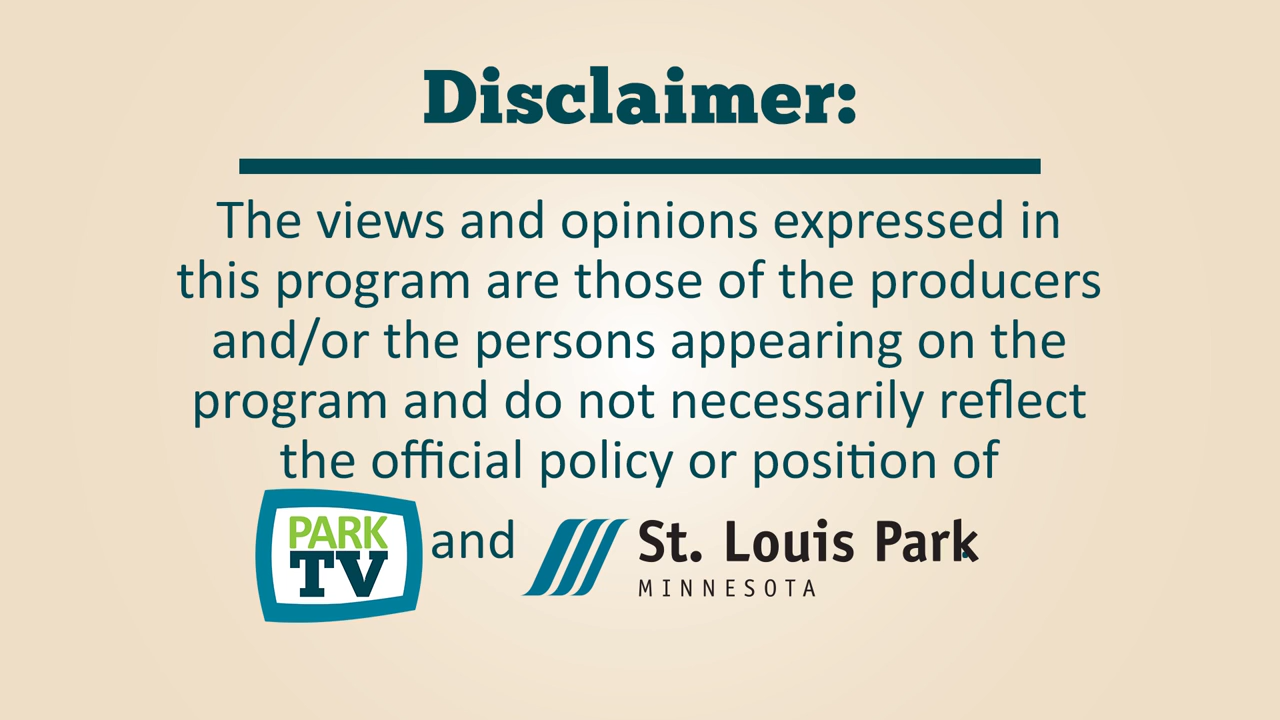 Disclaimer:
The views and opinions expressed in
this program are those of the producers
and/or the persons appearing on the
program and do not necessarily reflect
the official policy or position of
PARK
TV
and
St. Louis Park.
MINNESOTA